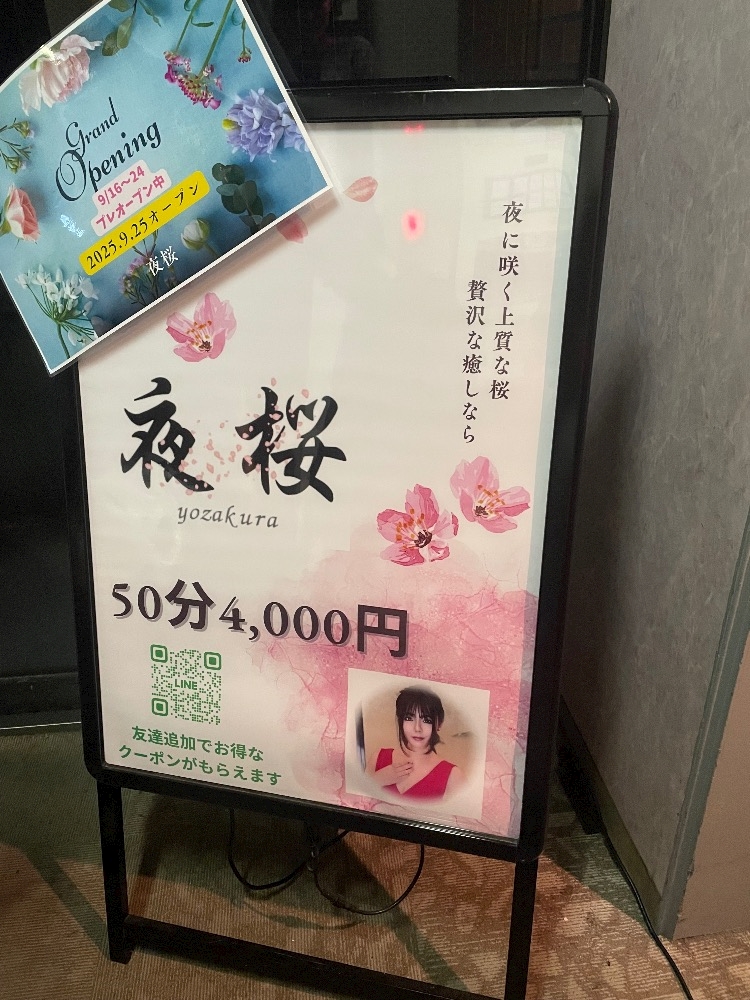 Grand
Opening
9/16～24
プレオープン中
2025.9.25オープン
夜桜
夜に咲く上質な桜
贅沢な癒しなら
夜桜
yozakura
50分4,000円
LINE
友達追加でお得な
クーポンがもらえます